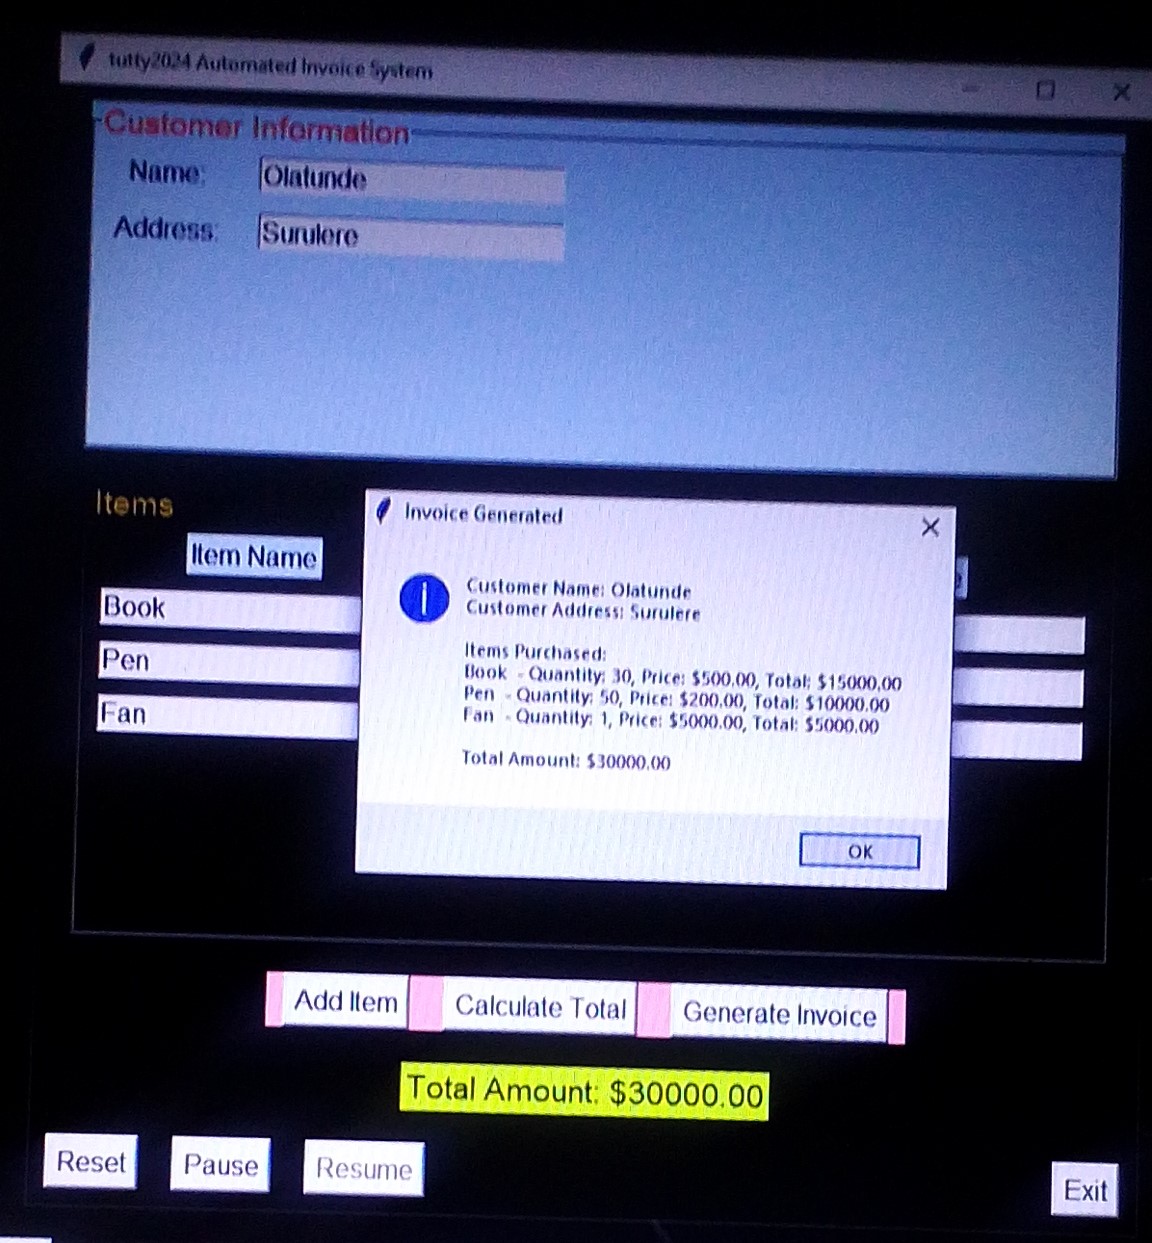 tutty2024 Automated Invoice System
Customer Information
Name: Olatunde
Address: Surulere
Items
Item Name
Book
Pen
Fan
Invoice Generated
Customer Name: Olatunde
Customer Address: Surulere
Items Purchased:
Book - Quantity: 30, Price: $500.00, Total: $15000.00
Pen - Quantity: 50, Price: $200.00, Total: $10000.00
Fan - Quantity: 1, Price: $5000.00, Total: $5000.00
Total Amount: $30000.00
OK
Add Item Calculate Total Generate Invoice
Total Amount: $30000.00
Reset Pause Resume Exit